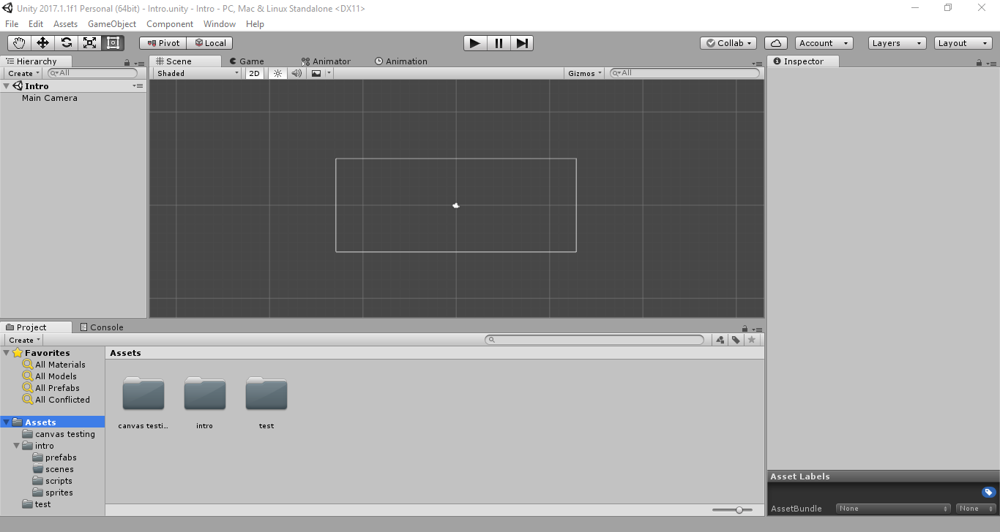 Unity 2017.1.1f1 Personal (64bit) - Intro.unity - Intro - PC, Mac & Linux Standalone <DX11>
File Edit Assets GameObject Component Window Help
Pivot Local Collab Account Layers Layout
Hierarchy
Create All
Intro
Main Camera
Scene Game Animator Animation
Shaded 2D Gizmos All
Inspector
Project Console
Create
Favorites
All Materials
All Models
All Prefabs
All Conflicted
Assets
canvas testing
intro
prefabs
scenes
scripts
sprites
test
Assets
canvas testi... intro test
Asset Labels
AssetBundle None None